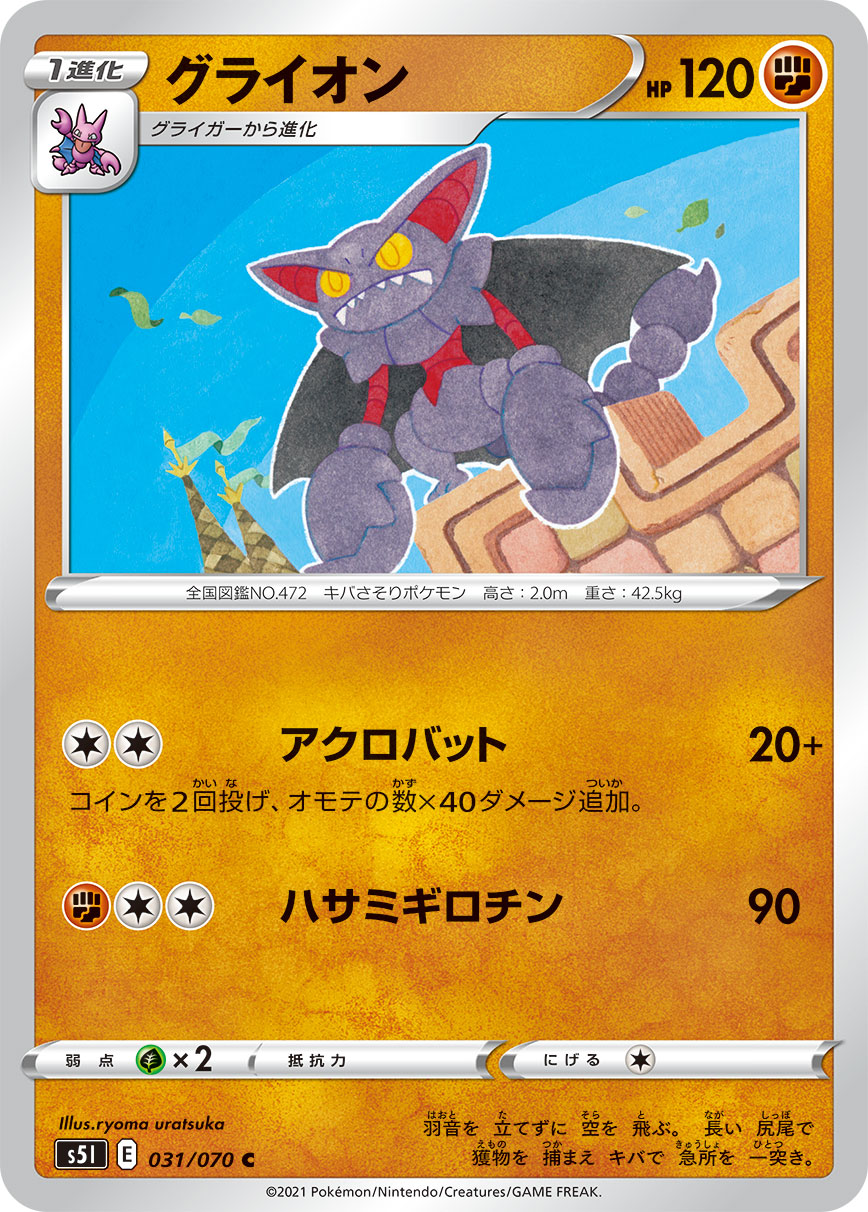 1進化 グライオン HP 120
グライガーから進化
全国図鑑NO.472 キバさそりポケモン 高さ：2.0m 重さ：42.5kg
アクロバット 20+
コインを2回投げ、オモテの数×40ダメージ追加。
ハサミギロチン 90
弱点 ×2 抵抗力 にげる
Illus.ryoma uratsuka
羽音を 立てずに 空を 飛ぶ。 長い 尻尾で
獲物を 捕まえ キバで 急所を 一突き。
s5I E 031/070 C
©2021 Pokémon/Nintendo/Creatures/GAME FREAK.